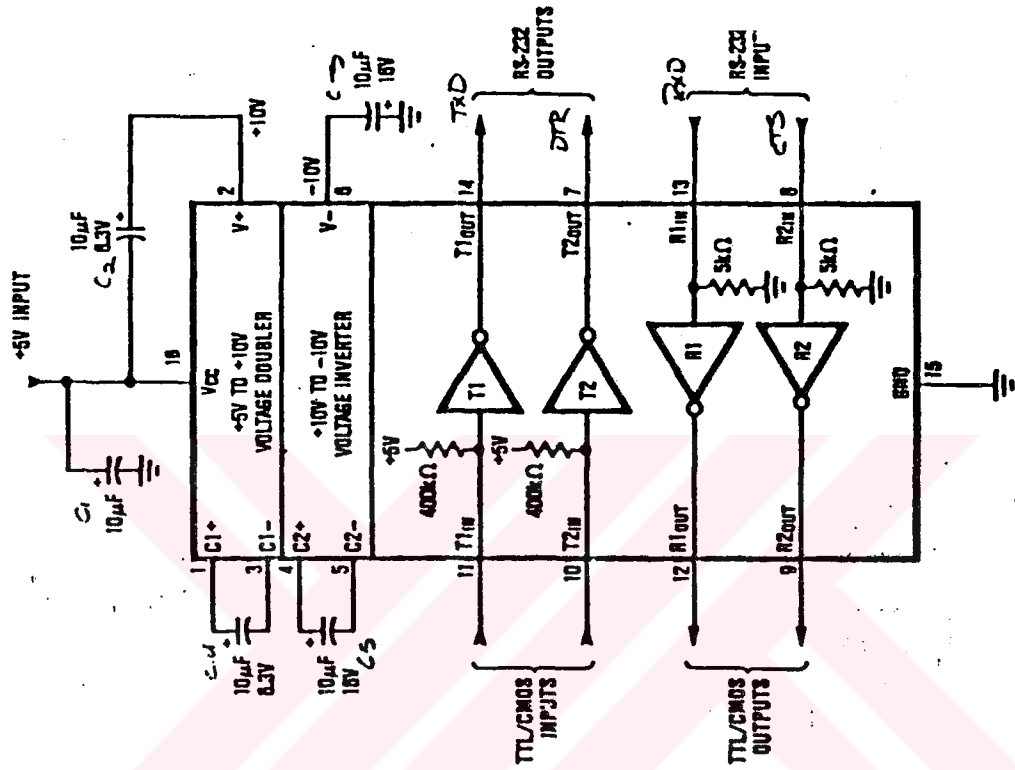 +5V INPUT
C1
10µF
C2
10µF
6.3V
16
VCC
1
C1+
+5V TO +10V
VOLTAGE DOUBLER
V+
2
+10V
3
C1-
C4
10µF
6.3V
4
C2+
+10V TO -10V
VOLTAGE INVERTER
V-
6
-10V
5
C2-
10µF
16V
C5
C3
10µF
16V
+5V
400kΩ
11
T1IN
T1
T1OUT
14
TXD
+5V
400kΩ
10
T2IN
T2
T2OUT
7
DTR
TTL/CMOS
INPUTS
RS-232
OUTPUTS
12
R1OUT
R1
R1IN
13
RXD
5kΩ
9
R2OUT
R2
R2IN
8
CTS
5kΩ
TTL/CMOS
OUTPUTS
RS-232
INPUT
GND
15